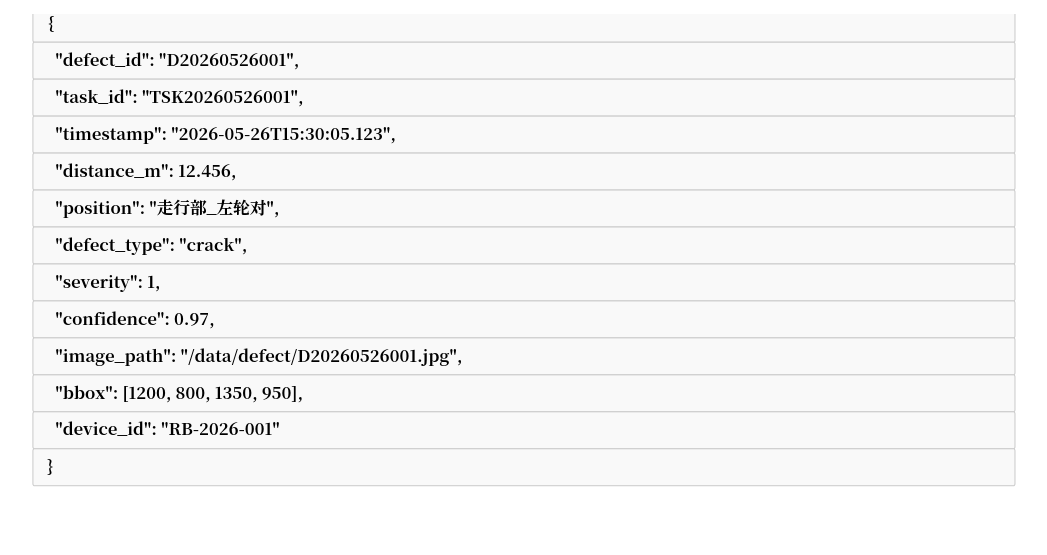 {
"defect_id": "D20260526001",
"task_id": "TSK20260526001",
"timestamp": "2026-05-26T15:30:05.123",
"distance_m": 12.456,
"position": "走行部_左轮对",
"defect_type": "crack",
"severity": 1,
"confidence": 0.97,
"image_path": "/data/defect/D20260526001.jpg",
"bbox": [1200, 800, 1350, 950],
"device_id": "RB-2026-001"
}